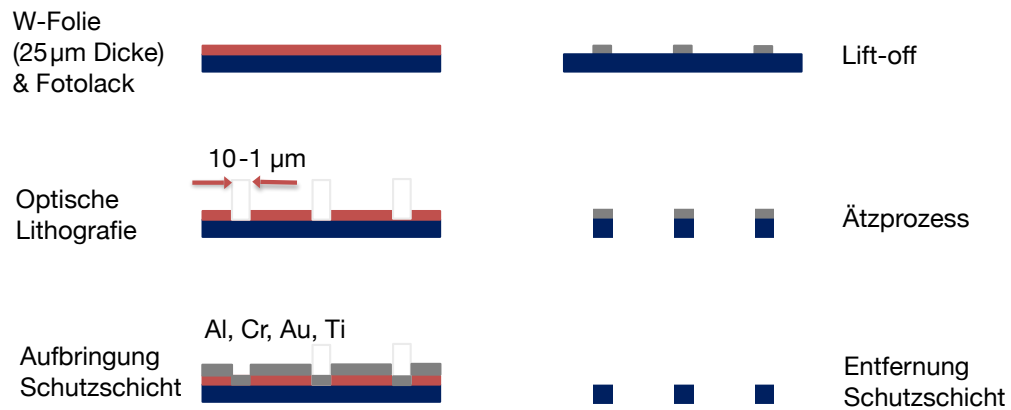 W-Folie
(25µm Dicke)
& Fotolack
Lift-off
10-1 µm
Optische
Lithografie
Ätzprozess
Al, Cr, Au, Ti
Aufbringung
Schutzschicht
Entfernung
Schutzschicht